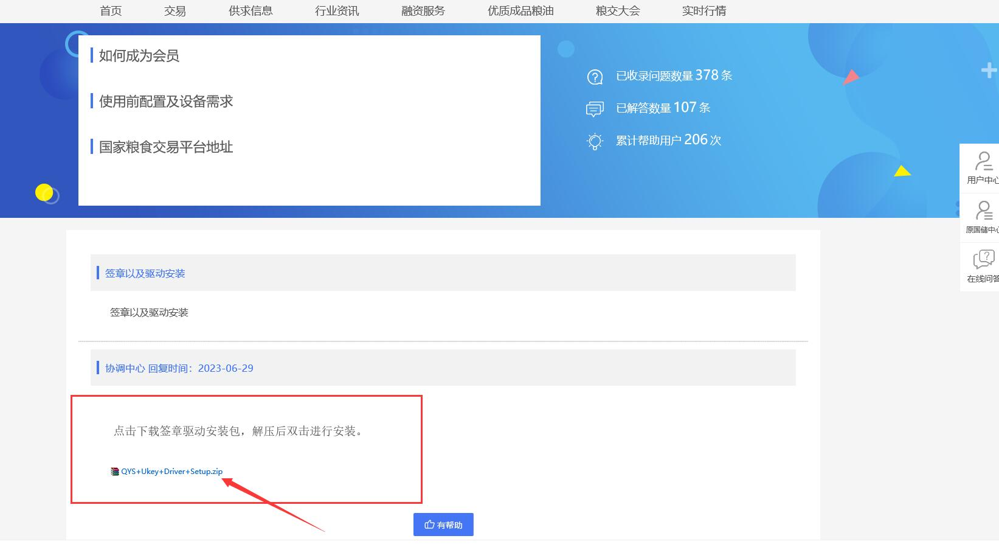 首页 交易 供求信息 行业资讯 融资服务 优质成品粮油 粮交大会 实时行情
如何成为会员
使用前配置及设备需求
国家粮食交易平台地址
已收录问题数量 378 条
已解答数量 107 条
累计帮助用户 206 次
用户中心
原国储中心
在线问答
签章以及驱动安装
签章以及驱动安装
协调中心 回复时间：2023-06-29
点击下载签章驱动安装包，解压后双击进行安装。
QYS+Ukey+Driver+Setup.zip
有帮助